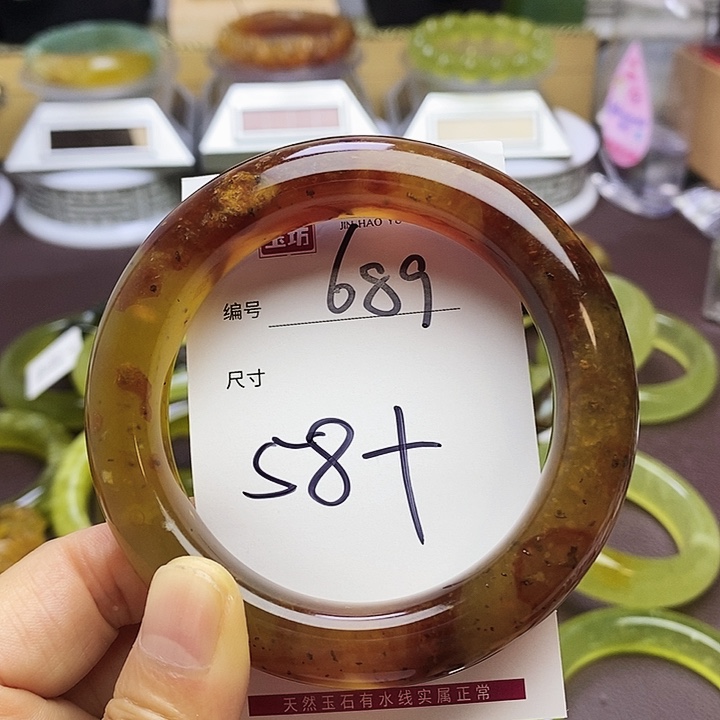 玉坊
JIN HAO YU
编号 689
尺寸
58+
天然玉石有水线实属正常